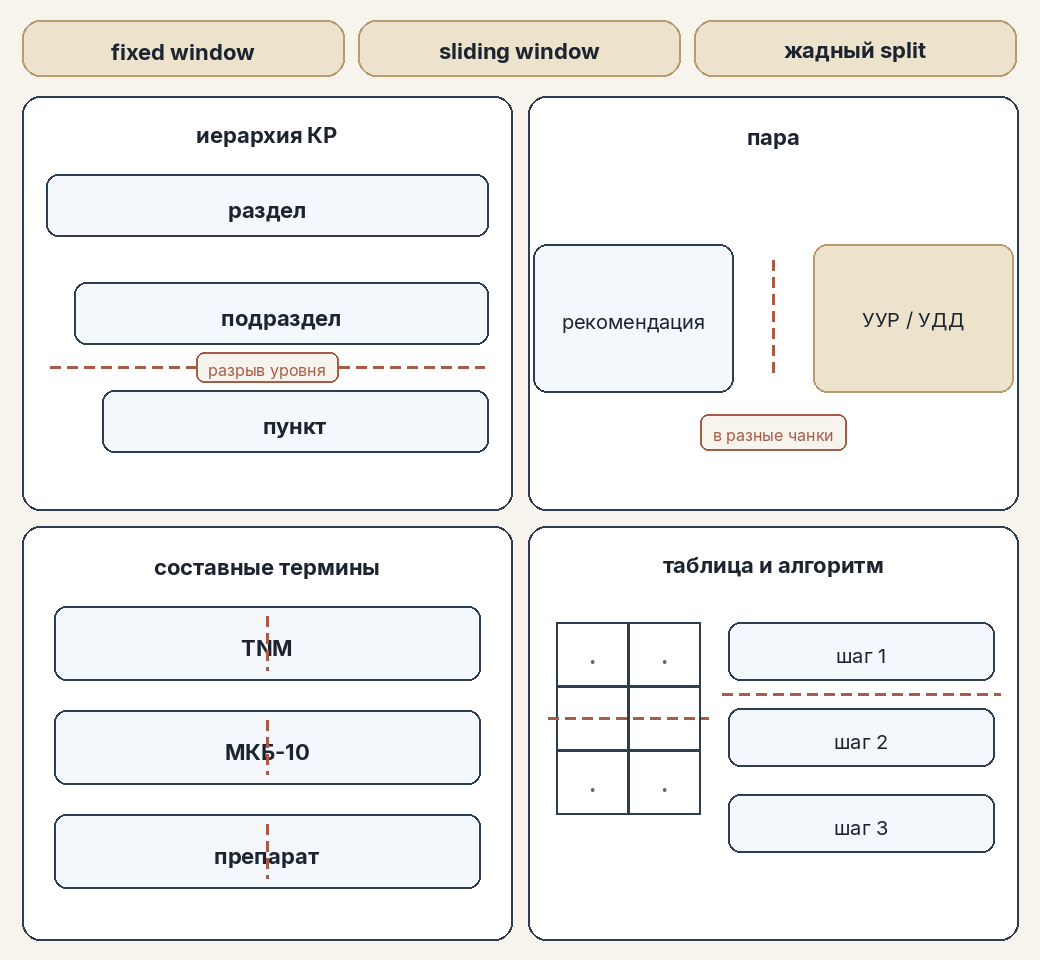 fixed window
sliding window
жадный split
иерархия КР
раздел
подраздел
разрыв уровня
пункт
пара
рекомендация
УУР / УДД
в разные чанки
составные термины
TNM
МКБ-10
препарат
таблица и алгоритм
шаг 1
шаг 2
шаг 3